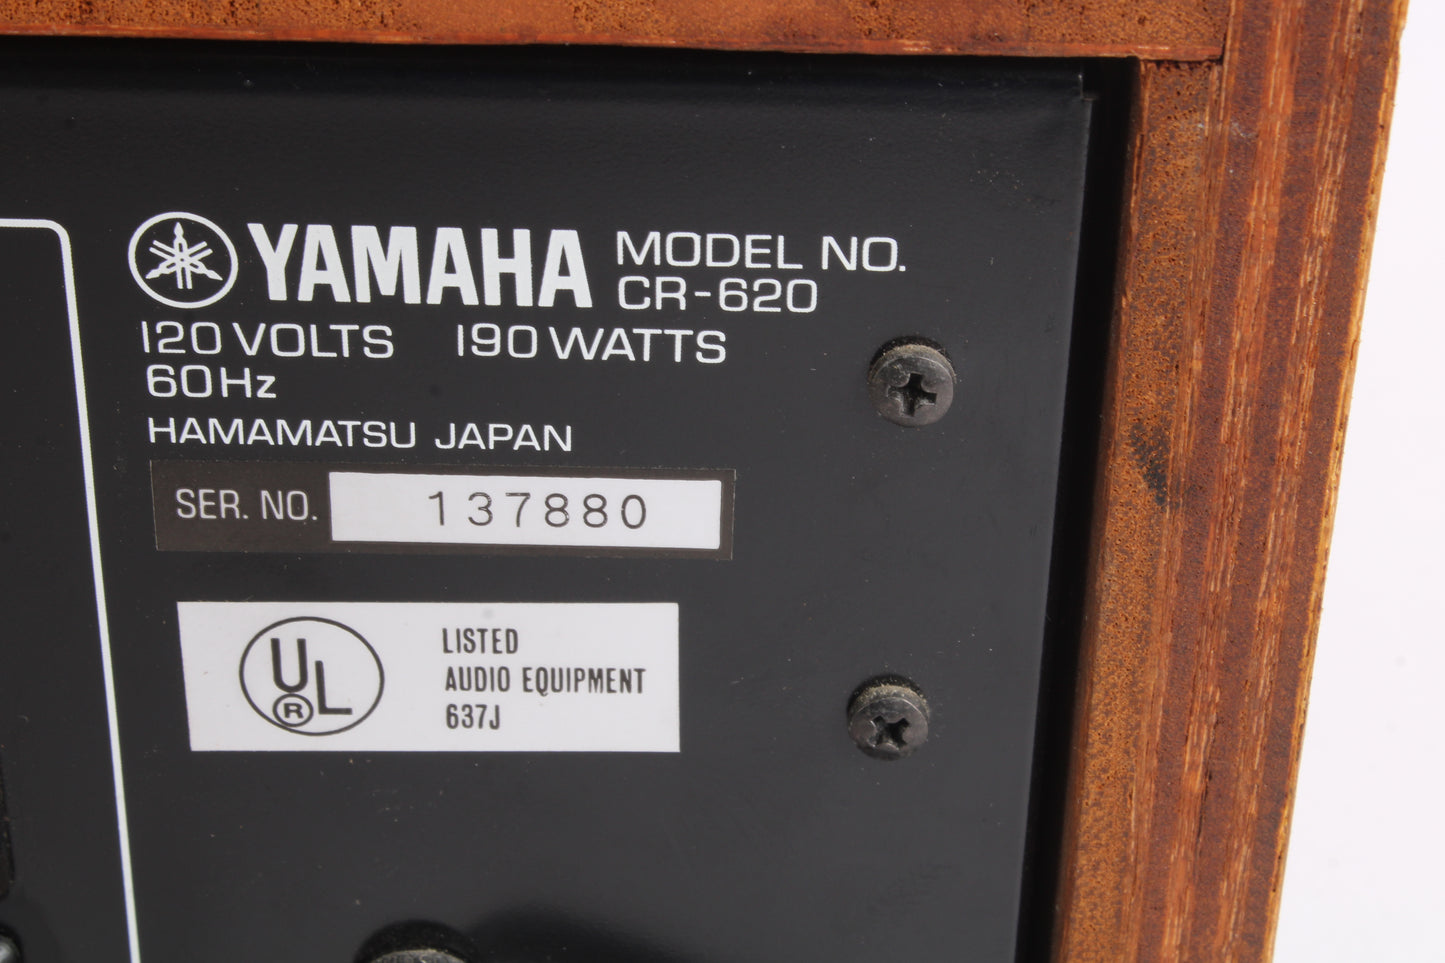 YAMAHA MODEL NO.
CR-620
120 VOLTS 190 WATTS
60Hz
HAMAMATSU JAPAN
SER. NO. 137880
UL ® LISTED
AUDIO EQUIPMENT
637J